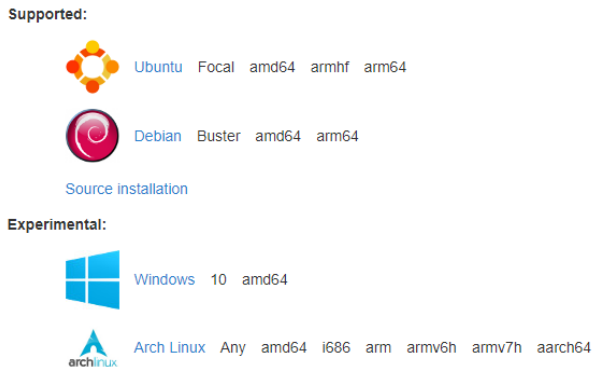 Supported:
Ubuntu Focal amd64 armhf arm64
Debian Buster amd64 arm64
Source installation
Experimental:
Windows 10 amd64
Arch Linux Any amd64 i686 arm armv6h armv7h aarch64
archlinux